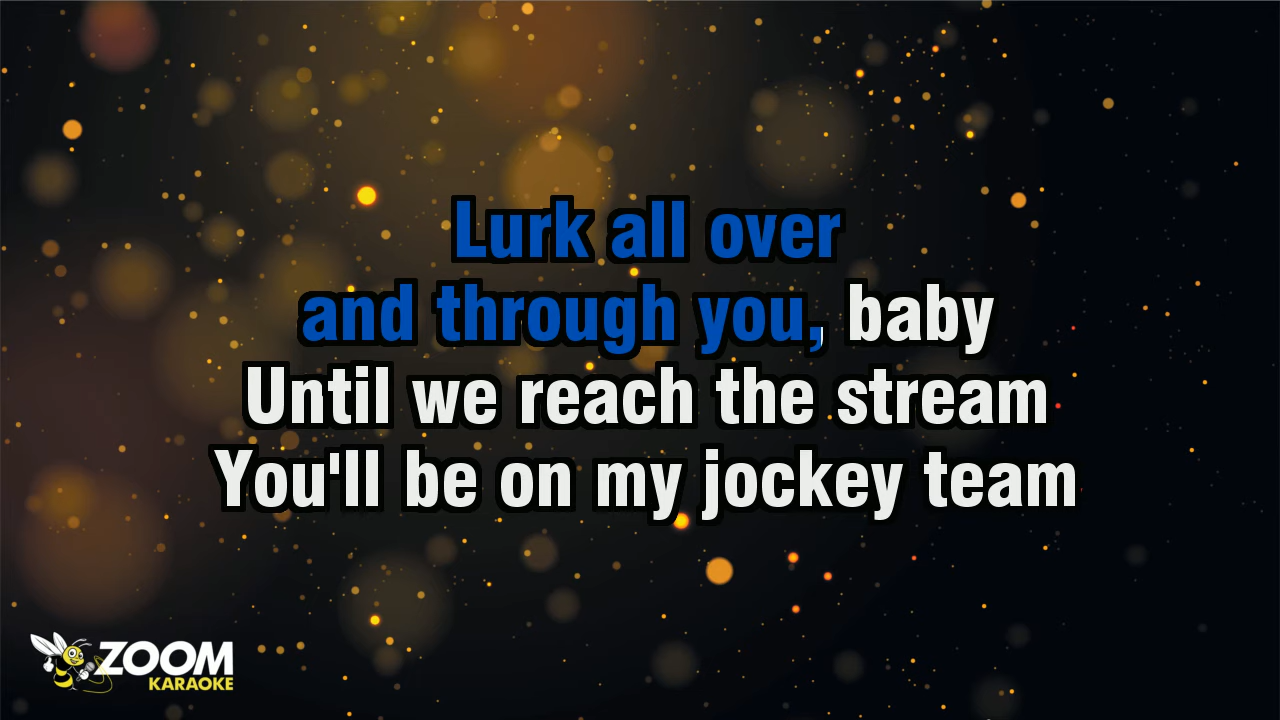 Lurk all over
and through you, baby
Until we reach the stream
You'll be on my jockey team
ZOOM
KARAOKE